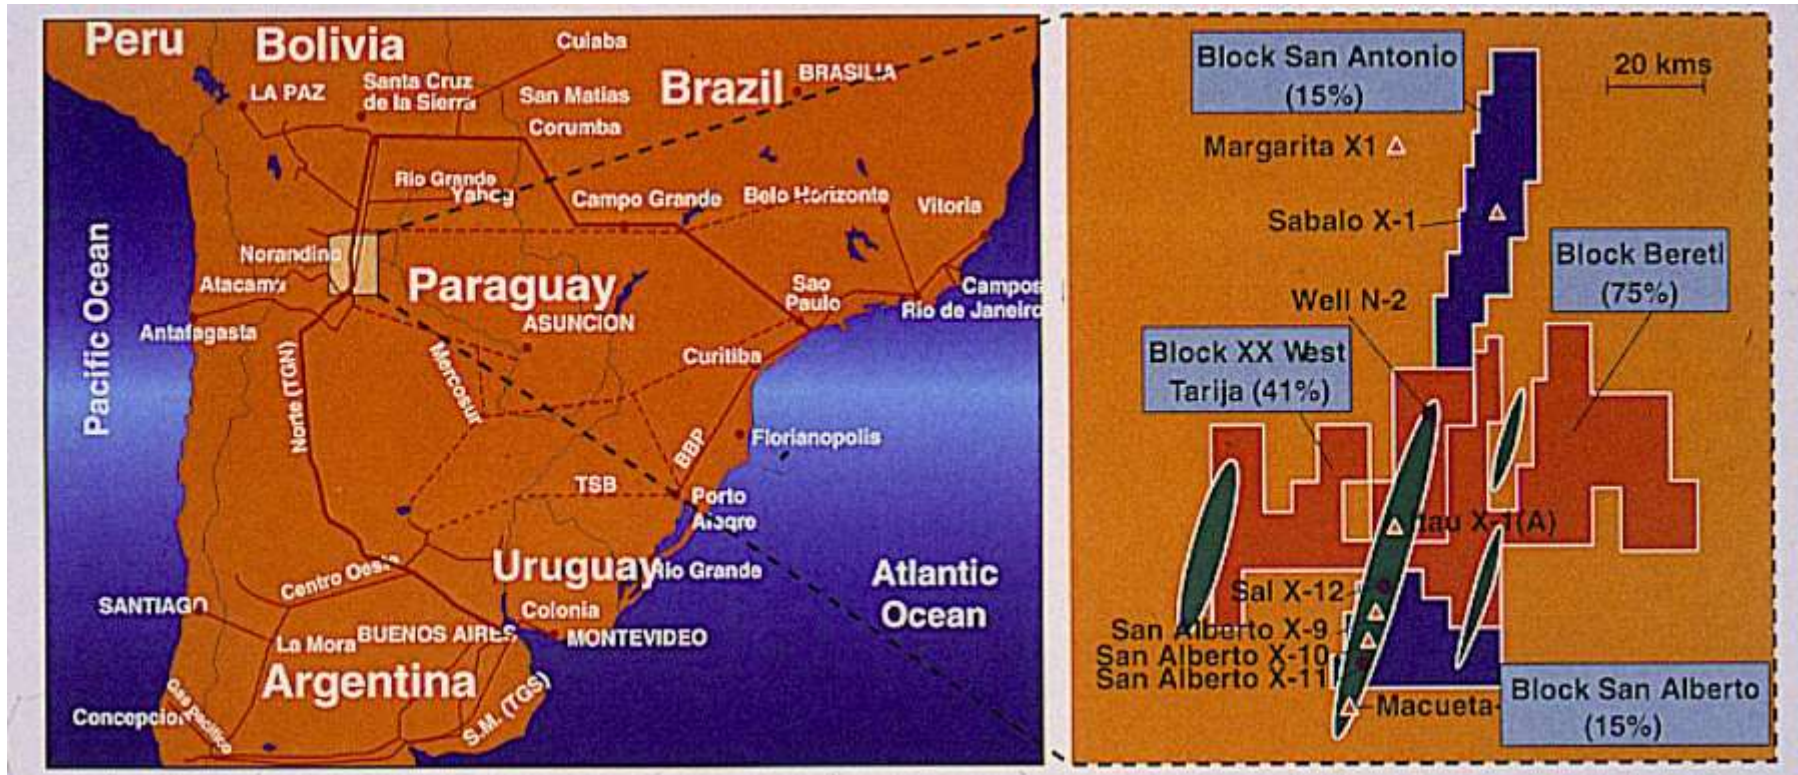 Peru
Bolivia
Cuiaba
Brazil
BRASILIA
LA PAZ
Santa Cruz
de la Sierra
San Matias
Corumba
Rio Grande
Campo Grande
Belo Horizonte
Vitoria
Norandino
Atacama
Paraguay
Sao
Paulo
Campos
Rio de Janeiro
Antafagasta
ASUNCION
Pacific Ocean
Norte (TGN)
Mercosur
Curitiba
BBP
Florianopolis
TSB
Porto
Alegre
Uruguay
Rio Grande
Atlantic
Ocean
Centro Oeste
SANTIAGO
Colonia
La Mora
BUENOS AIRES
MONTEVIDEO
Argentina
Concepcion
Gas pacifico
S.M. (TGS)
Block San Antonio
(15%)
20 kms
Margarita X1
Sabalo X-1
Block Bereti
(75%)
Well N-2
Block XX West
Tarija (41%)
Itau X-1(A)
Sal X-12
San Alberto X-9
San Alberto X-10
San Alberto X-11
Macueta-
Block San Alberto
(15%)